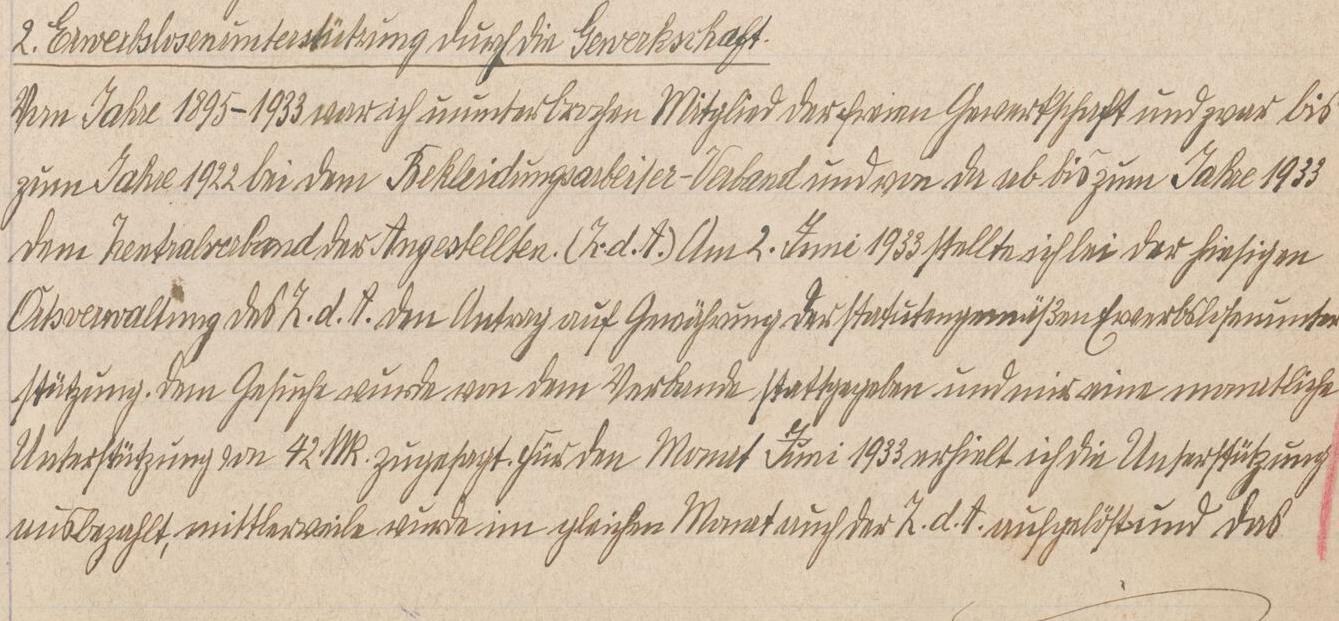 2. Erwerbslosenunterstützung durch die Gewerkschaft.
Vom Jahre 1895-1933 war ich ununterbrochen Mitglied der freien Gewerkschaft und zwar bis
zum Jahre 1922 bei dem Bekleidungsarbeiter-Verband und von da ab bis zum Jahre 1933
dem Zentralverband der Angestellten. (Z.d.A.) Am 2. Juni 1933 stellte ich bei der hiesigen
Ortsverwaltung des Z.d.A. den Antrag auf Gewährung der statutengemäßen Erwerbslosenunter
stützung. Dem Gesuche wurde von dem Verbande stattgegeben und mir eine monatliche
Unterstützung von 42 Mk. zugesagt. Für den Monat Juni 1933 erhielt ich die Unterstützung
ausbezahlt, mittlerweile wurde im gleichen Monat auch der Z.d.A. aufgelöst und das